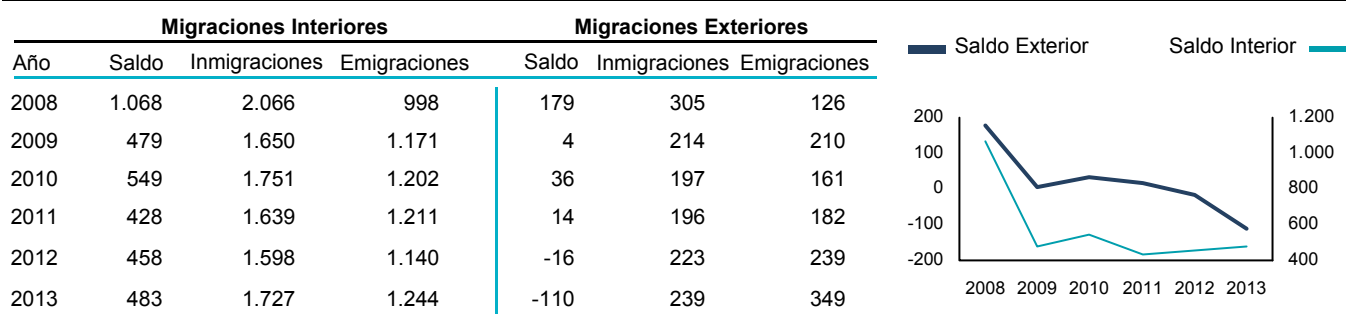 Migraciones Interiores Migraciones Exteriores
Año Saldo Inmigraciones Emigraciones Saldo Inmigraciones Emigraciones
2008 1.068 2.066 998 179 305 126
2009 479 1.650 1.171 4 214 210
2010 549 1.751 1.202 36 197 161
2011 428 1.639 1.211 14 196 182
2012 458 1.598 1.140 -16 223 239
2013 483 1.727 1.244 -110 239 349
Saldo Exterior Saldo Interior
200 1.200
100 1.000
0 800
-100 600
-200 400
2008 2009 2010 2011 2012 2013